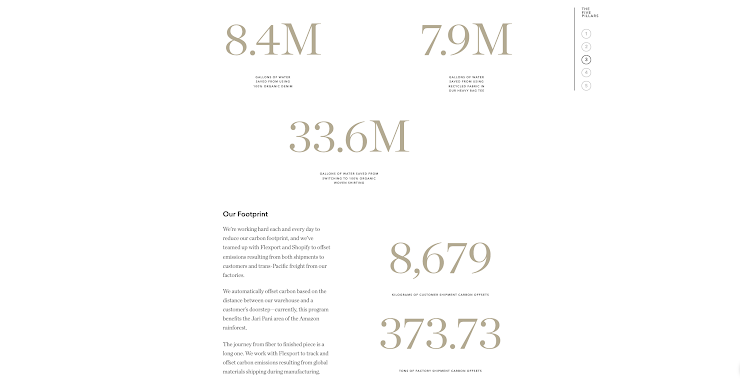 THE
FIVE
PILLARS
1
2
3
4
5
8.4M
GALLONS OF WATER
SAVED FROM USING
100% ORGANIC DENIM
7.9M
GALLONS OF WATER
SAVED FROM USING
RECYCLED FABRIC IN
OUR HEAVY BAG TEE
33.6M
GALLONS OF WATER SAVED FROM
SWITCHING TO 100% ORGANIC
WOVEN SHIRTING
Our Footprint
We're working hard each and every day to
reduce our carbon footprint, and we've
teamed up with Flexport and Shopify to offset
emissions resulting from both shipments to
customers and trans-Pacific freight from our
factories.
We automatically offset carbon based on the
distance between our warehouse and a
customer's doorstep—currently, this program
benefits the Jari Pará area of the Amazon
rainforest.
The journey from fiber to finished piece is a
long one. We work with Flexport to track and
offset carbon emissions resulting from global
materials shipping during manufacturing.
8,679
KILOGRAMS OF CUSTOMER SHIPMENT CARBON OFFSETS
373.73
TONS OF FACTORY SHIPMENT CARBON OFFSETS